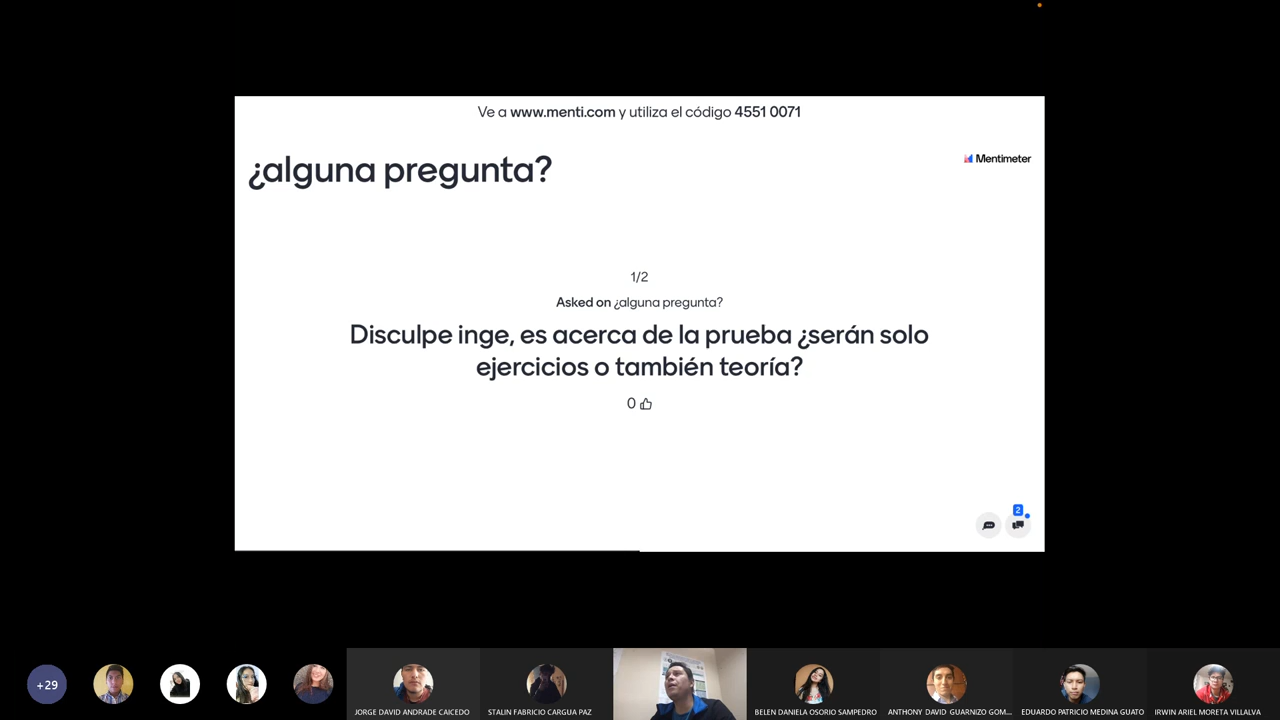 Ve a www.menti.com y utiliza el código 4551 0071
¿alguna pregunta?
Mentimeter
1/2
Asked on ¿alguna pregunta?
Disculpe inge, es acerca de la prueba ¿serán solo
ejercicios o también teoría?
0
2
+29
JORGE DAVID ANDRADE CAICEDO
STALIN FABRICIO CARGUA PAZ
BELEN DANIELA OSORIO SAMPEDRO
ANTHONY DAVID GUARNIZO GOM...
EDUARDO PATRICIO MEDINA GUATO
IRWIN ARIEL MORETA VILLALVA